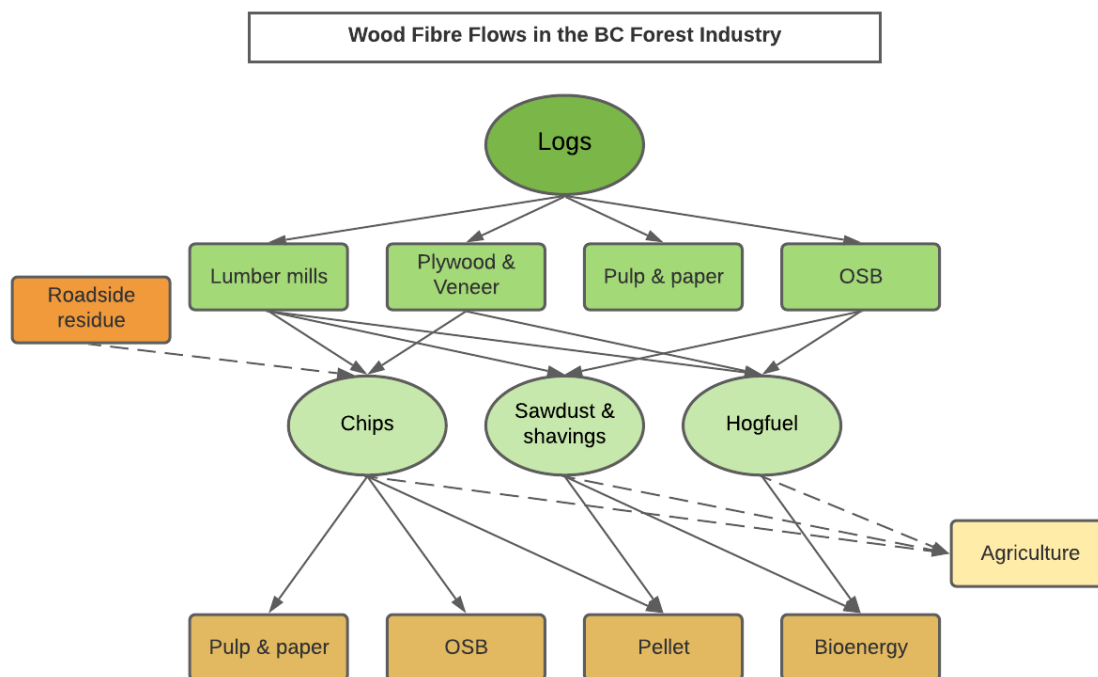 Wood Fibre Flows in the BC Forest Industry
Logs
Lumber mills
Plywood &
Veneer
Pulp & paper
OSB
Roadside
residue
Chips
Sawdust &
shavings
Hogfuel
Agriculture
Pulp & paper
OSB
Pellet
Bioenergy